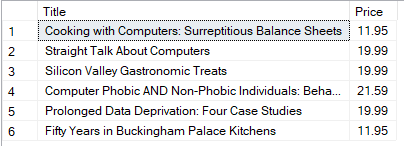 Title Price
1 Cooking with Computers: Surreptitious Balance Sheets 11.95
2 Straight Talk About Computers 19.99
3 Silicon Valley Gastronomic Treats 19.99
4 Computer Phobic AND Non-Phobic Individuals: Beha... 21.59
5 Prolonged Data Deprivation: Four Case Studies 19.99
6 Fifty Years in Buckingham Palace Kitchens 11.95